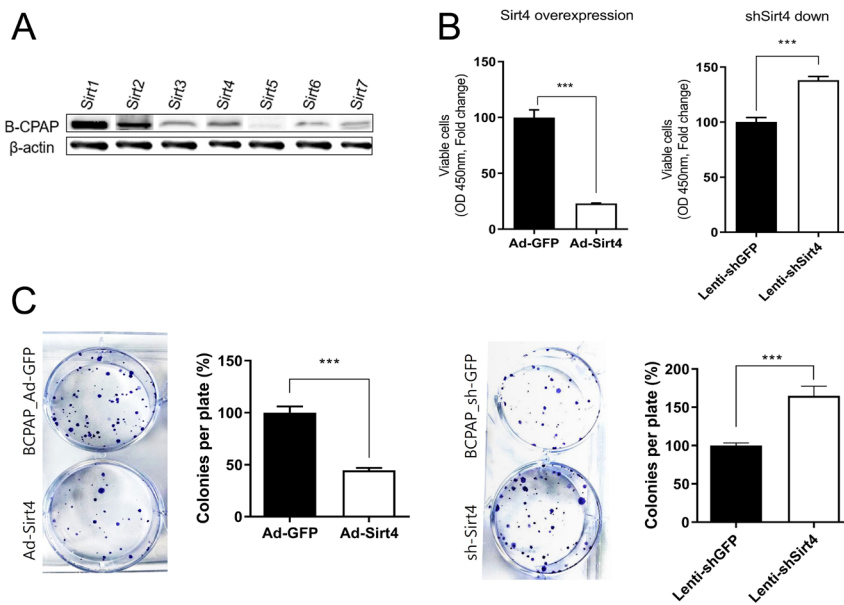 A
Sirt1 Sirt2 Sirt3 Sirt4 Sirt5 Sirt6 Sirt7
B-CPAP
β-actin
B
Sirt4 overexpression
Viable cells
(OD 450nm, Fold change)
150
100
50
0
***
Ad-GFP Ad-Sirt4
shSirt4 down
Viable cells
(OD 450nm, Fold change)
150
100
50
0
***
Lenti-shGFP Lenti-shSirt4
C
BCPAP_Ad-GFP
Ad-Sirt4
Colonies per plate (%)
150
100
50
0
***
Ad-GFP Ad-Sirt4
BCPAP_sh-GFP
sh-Sirt4
Colonies per plate (%)
200
150
100
50
0
***
Lenti-shGFP Lenti-shSirt4